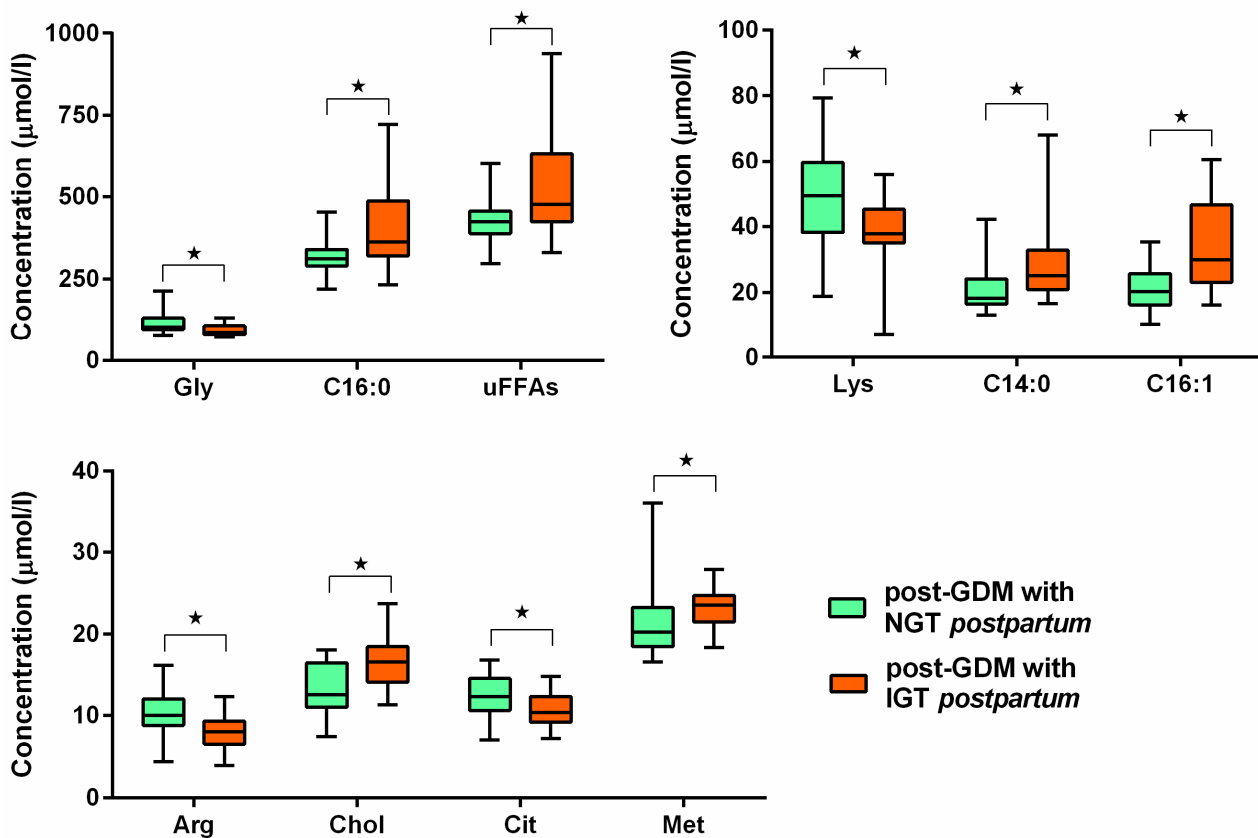 Concentration (μmol/l)
1000
750
500
250
0
★
★
★
Gly
C16:0
uFFAs
Concentration (μmol/l)
100
80
60
40
20
0
★
★
★
Lys
C14:0
C16:1
Concentration (μmol/l)
40
30
20
10
0
★
★
★
★
Arg
Chol
Cit
Met
post-GDM with
NGT postpartum
post-GDM with
IGT postpartum